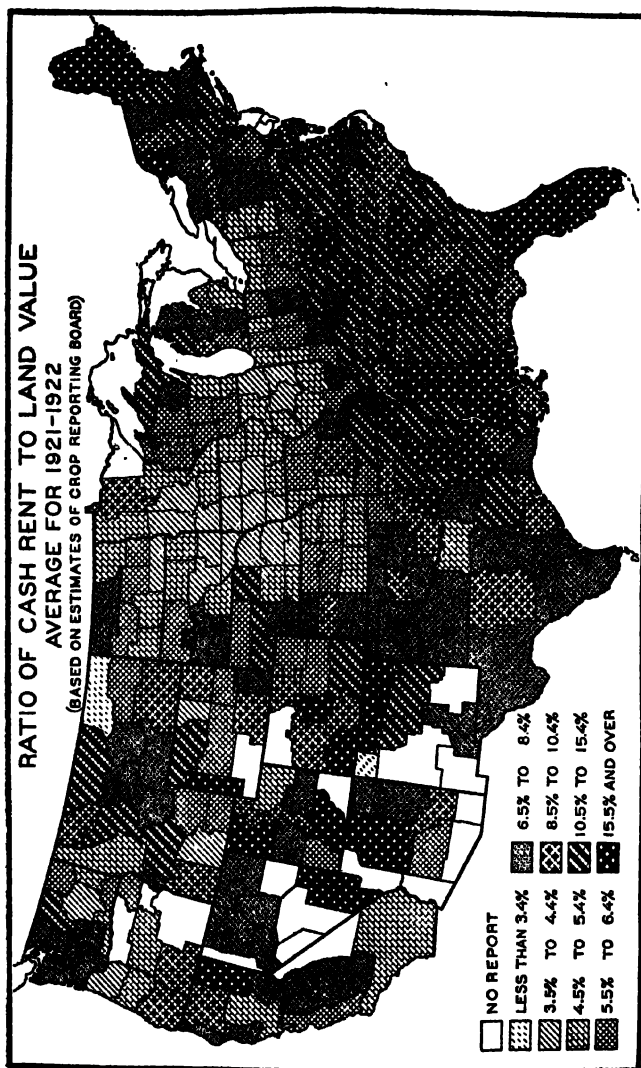 RATIO OF CASH RENT TO LAND VALUE
AVERAGE FOR 1921-1922
(BASED ON ESTIMATES OF CROP REPORTING BOARD)
NO REPORT
LESS THAN 3.4%
3.5% TO 4.4%
4.5% TO 5.4%
5.5% TO 6.4%
6.5% TO 8.4%
8.5% TO 10.4%
10.5% TO 15.4%
15.5% AND OVER